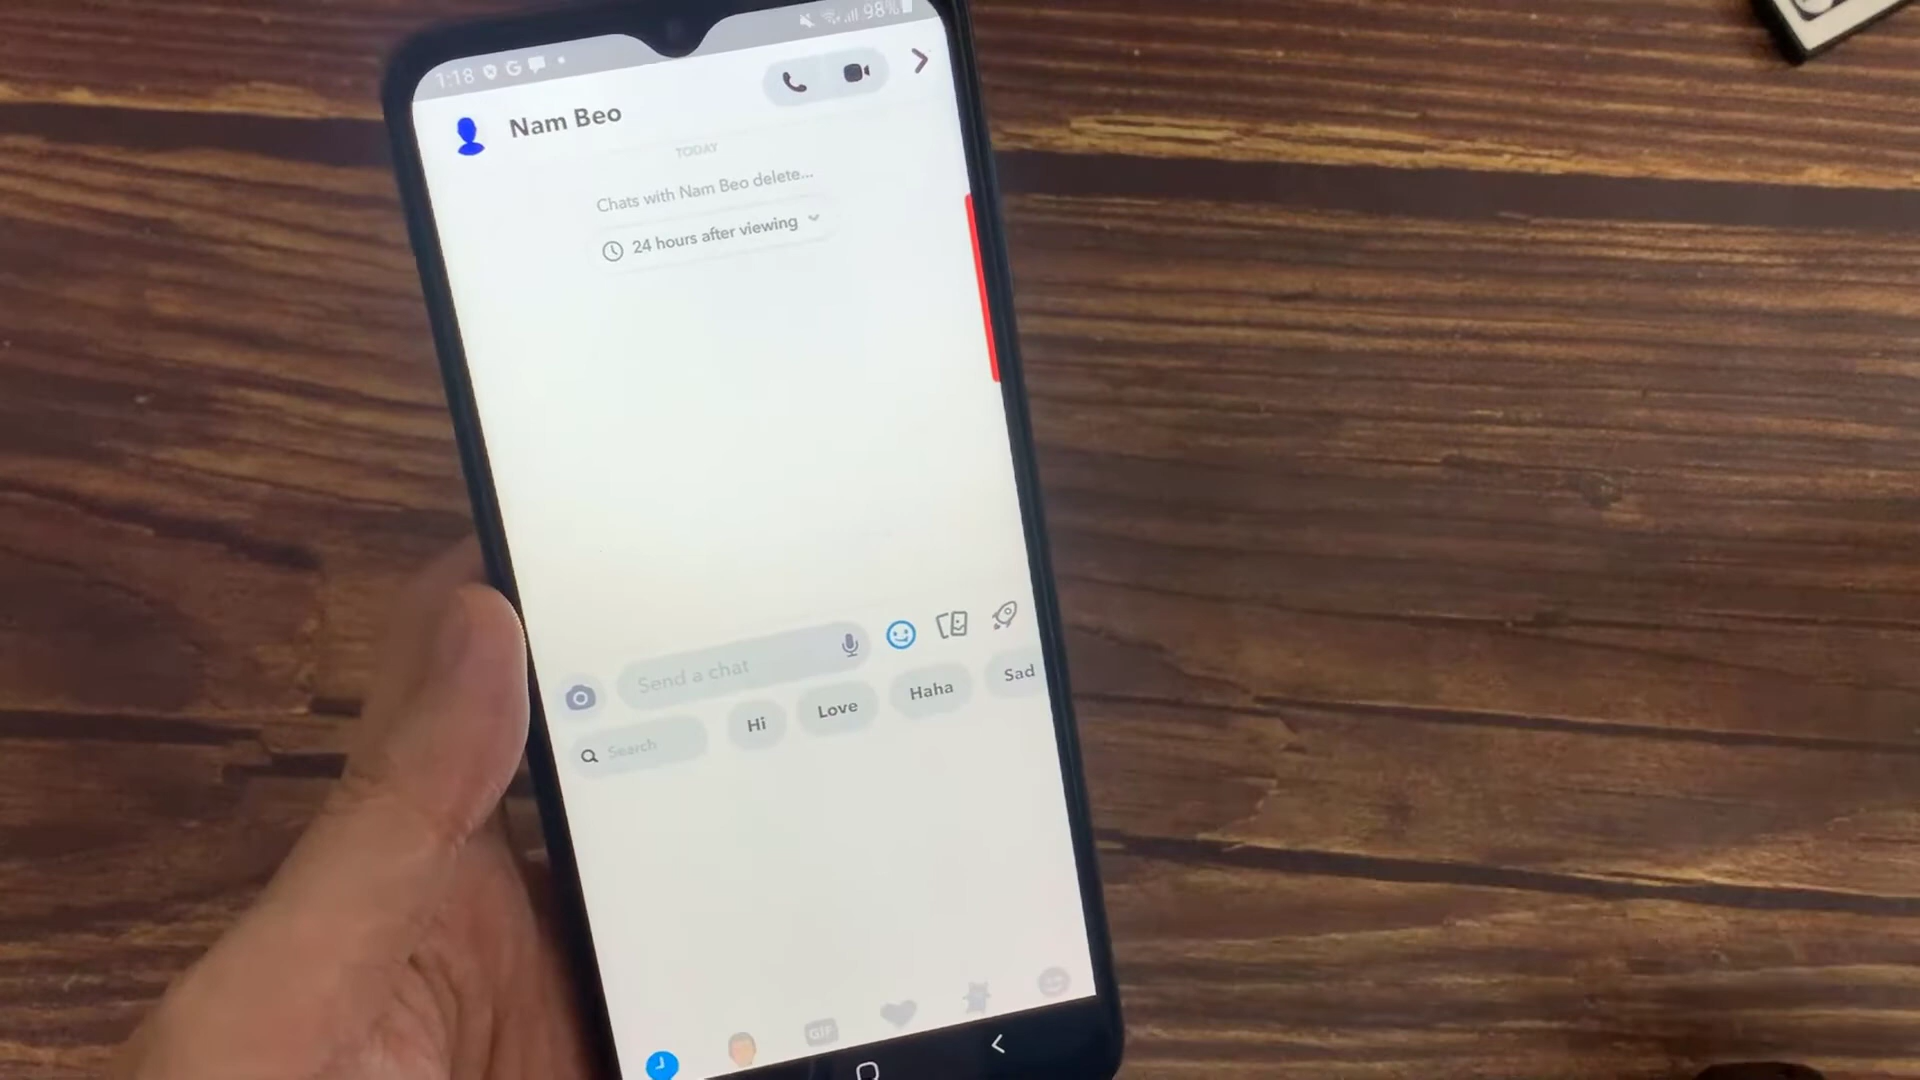 1:18 G 98%
Nam Beo
TODAY
Chats with Nam Beo delete...
24 hours after viewing
Send a chat
Search Hi Love Haha Sad
GIF